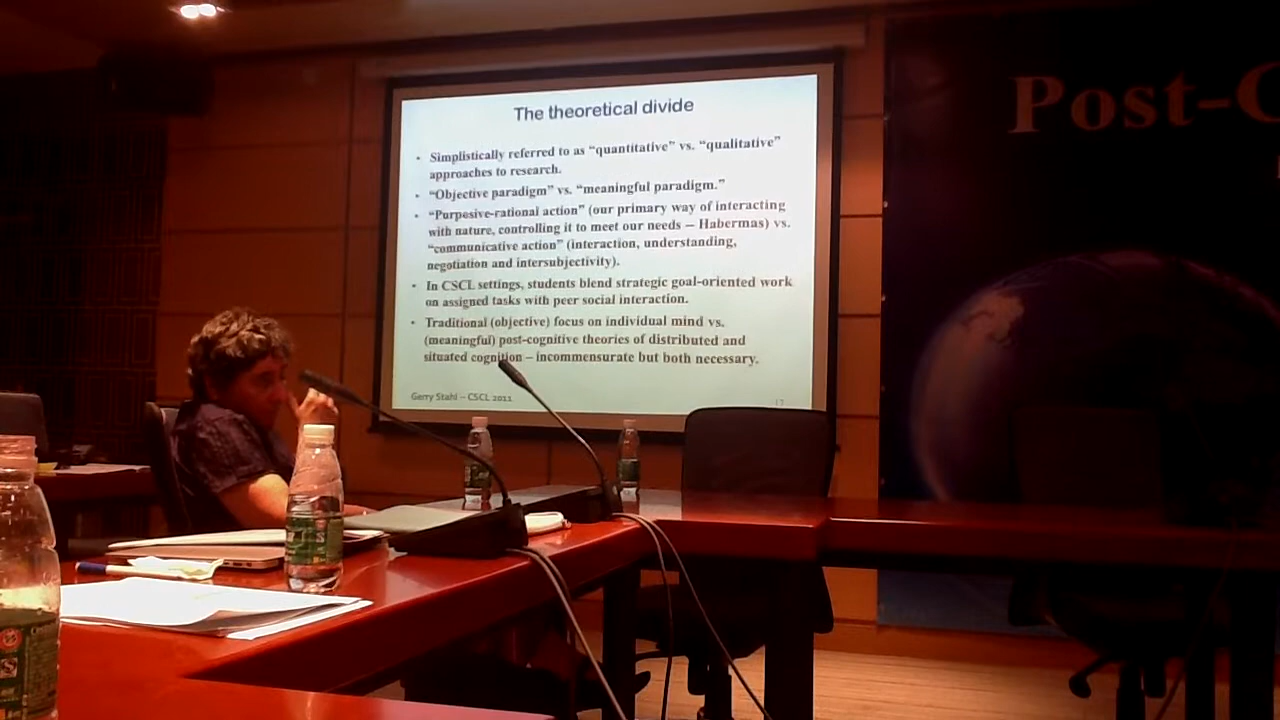 The theoretical divide
• Simplistically referred to as “quantitative” vs. “qualitative”
approaches to research.
• “Objective paradigm” vs. “meaningful paradigm.”
• “Purposive-rational action” (our primary way of interacting
with nature, controlling it to meet our needs – Habermas) vs.
“communicative action” (interaction, understanding,
negotiation and intersubjectivity).
• In CSCL settings, students blend strategic goal-oriented work
on assigned tasks with peer social interaction.
• Traditional (objective) focus on individual mind vs.
(meaningful) post-cognitive theories of distributed and
situated cognition – incommensurate but both necessary.
Gerry Stahl – CSCL 2011
Post-